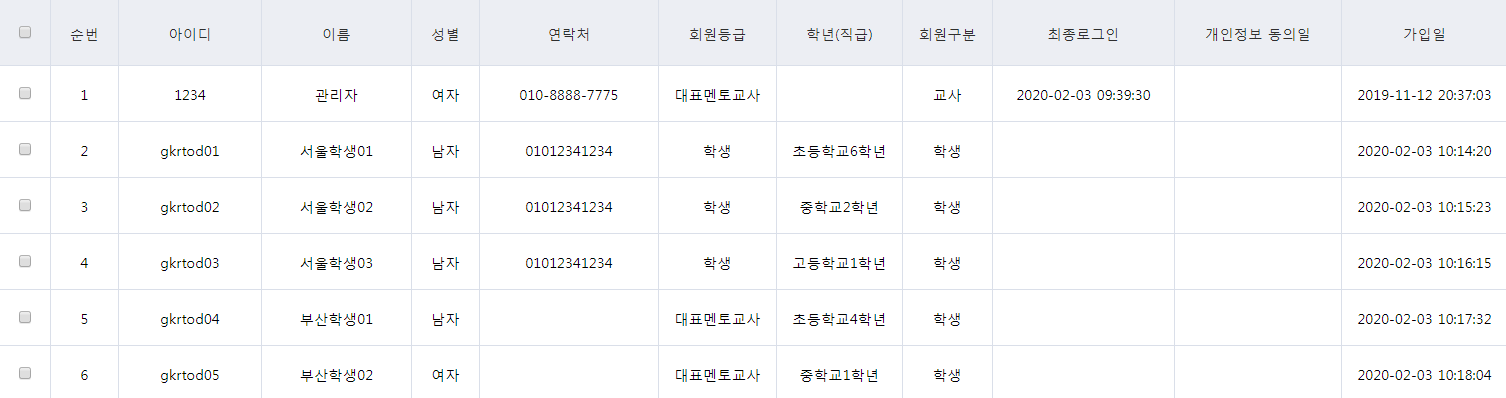 순번 아이디 이름 성별 연락처 회원등급 학년(직급) 회원구분 최종로그인 개인정보 동의일 가입일
1 1234 관리자 여자 010-8888-7775 대표멘토교사 교사 2020-02-03 09:39:30 2019-11-12 20:37:03
2 gkrtod01 서울학생01 남자 01012341234 학생 초등학교6학년 학생 2020-02-03 10:14:20
3 gkrtod02 서울학생02 남자 01012341234 학생 중학교2학년 학생 2020-02-03 10:15:23
4 gkrtod03 서울학생03 남자 01012341234 학생 고등학교1학년 학생 2020-02-03 10:16:15
5 gkrtod04 부산학생01 남자 대표멘토교사 초등학교4학년 학생 2020-02-03 10:17:32
6 gkrtod05 부산학생02 여자 대표멘토교사 중학교1학년 학생 2020-02-03 10:18:04